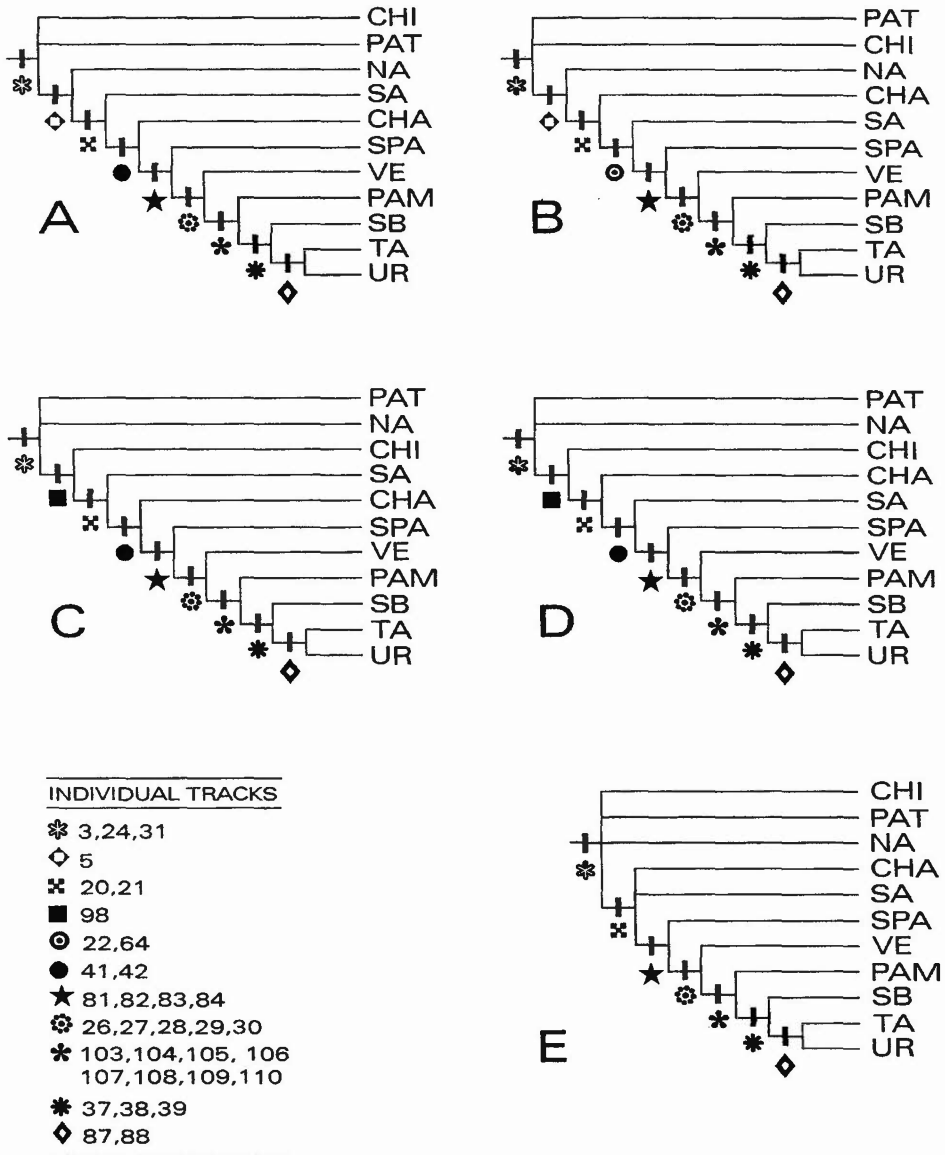 CHI
PAT
NA
SA
CHA
SPA
VE
PAM
SB
TA
UR
A
PAT
CHI
NA
CHA
SA
SPA
VE
PAM
SB
TA
UR
B
PAT
NA
CHI
SA
CHA
SPA
VE
PAM
SB
TA
UR
C
PAT
NA
CHI
CHA
SA
SPA
VE
PAM
SB
TA
UR
D
INDIVIDUAL TRACKS
3,24,31
5
20,21
98
22,64
41,42
81,82,83,84
26,27,28,29,30
103,104,105, 106
107,108,109,110
37,38,39
87,88
CHI
PAT
NA
CHA
SA
SPA
VE
PAM
SB
TA
UR
E